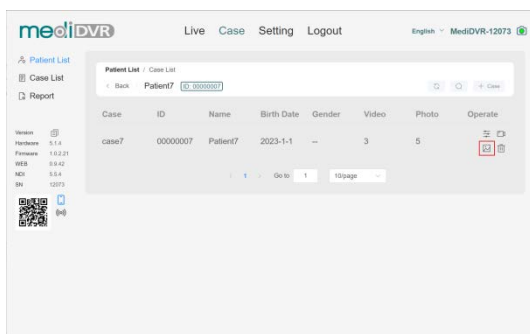 mediDVR Live Case Setting Logout English MediDVR-12073
Patient List
Case List
Report
Version
Hardware 5.1.4
Firmware 1.0.2.21
WEB 0.9.42
NDI 5.5.4
SN 12073
Patient List / Case List
< Back Patient7 ID: 00000007 + Case
Case ID Name Birth Date Gender Video Photo Operate
case7 00000007 Patient7 2023-1-1 -- 3 5
< 1 > Go to 1 10/page